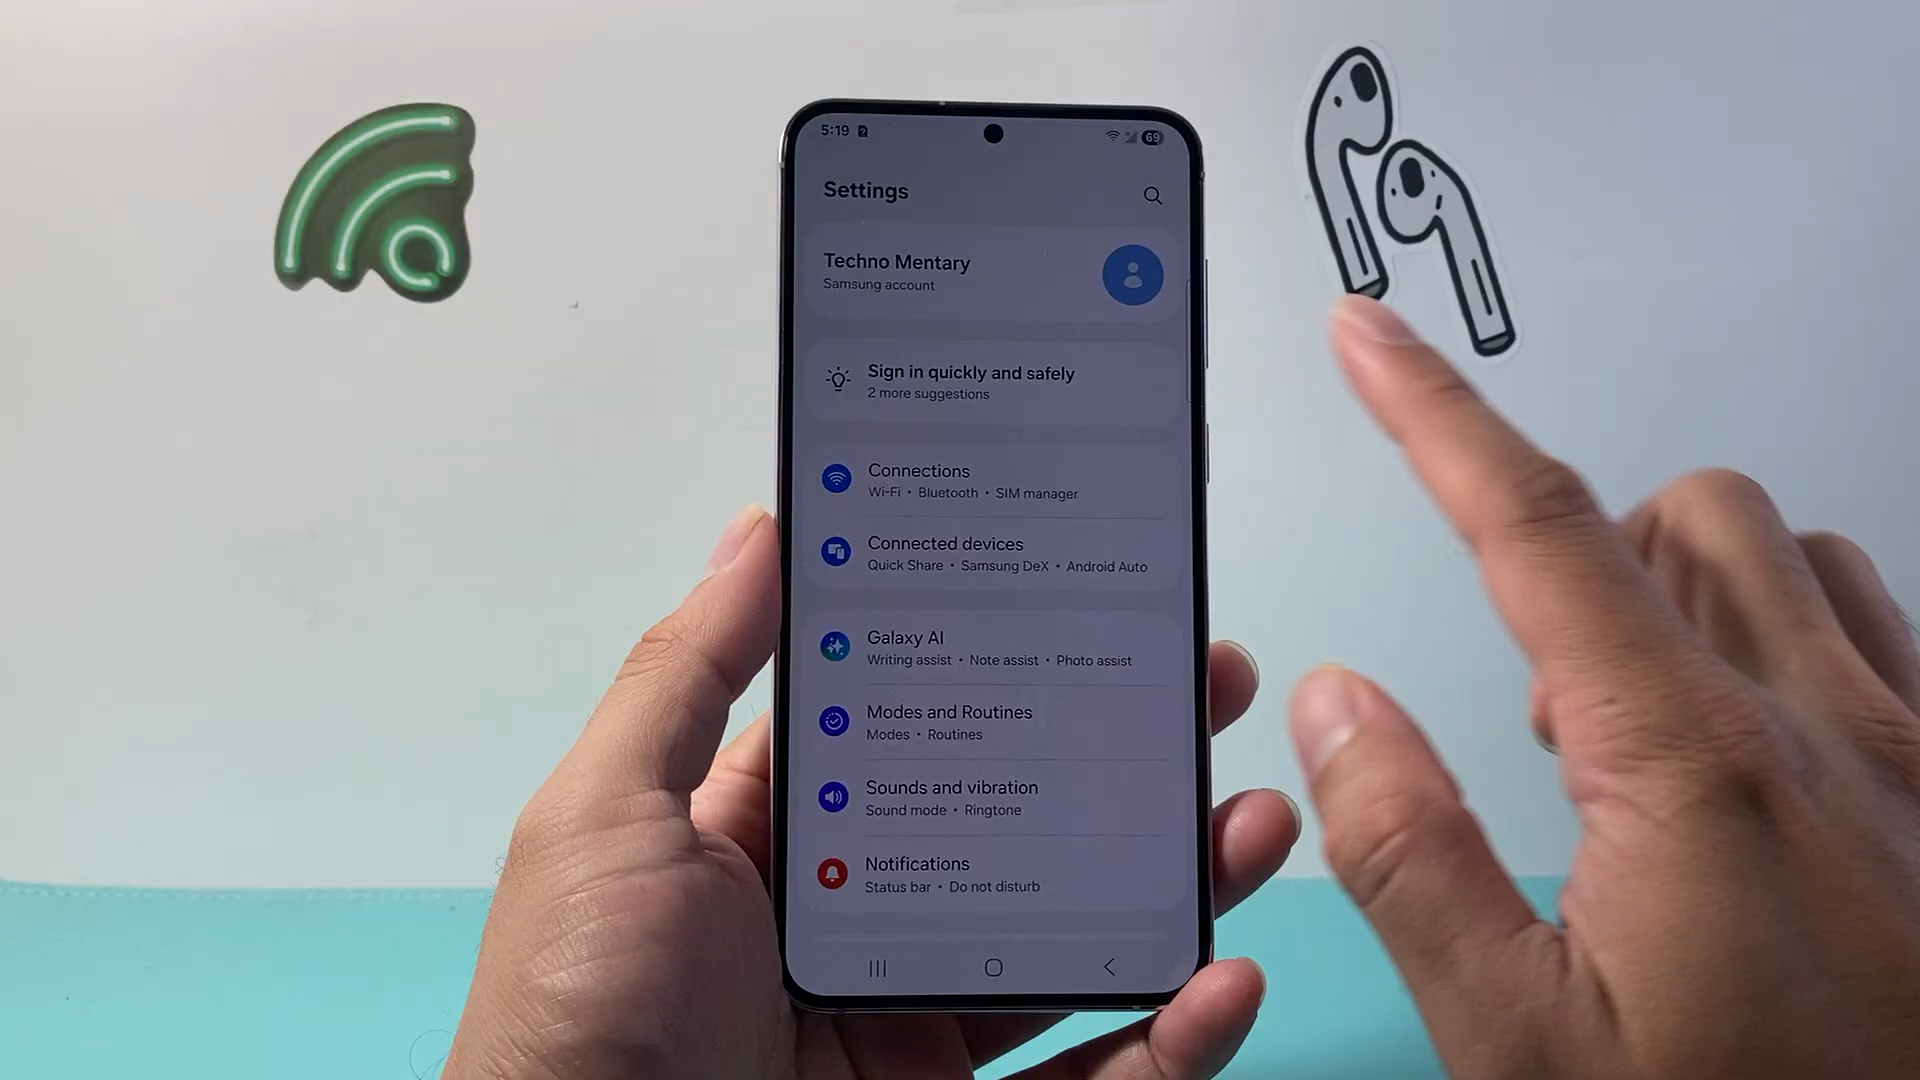 5:19
69
Settings
Techno Mentary
Samsung account
Sign in quickly and safely
2 more suggestions
Connections
Wi-Fi • Bluetooth • SIM manager
Connected devices
Quick Share • Samsung DeX • Android Auto
Galaxy AI
Writing assist • Note assist • Photo assist
Modes and Routines
Modes • Routines
Sounds and vibration
Sound mode • Ringtone
Notifications
Status bar • Do not disturb